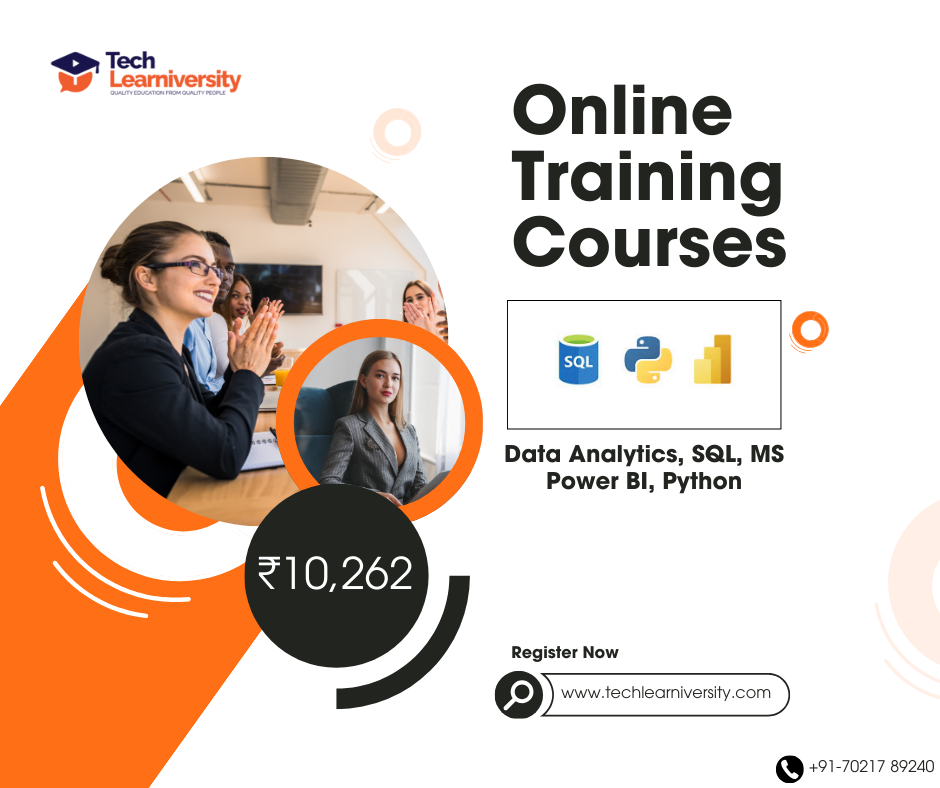 Tech
Learniversity
QUALITY EDUCATION FROM QUALITY PEOPLE
Online
Training
Courses
SQL
Data Analytics, SQL, MS
Power BI, Python
₹10,262
Register Now
www.techlearniversity.com
+91-70217 89240